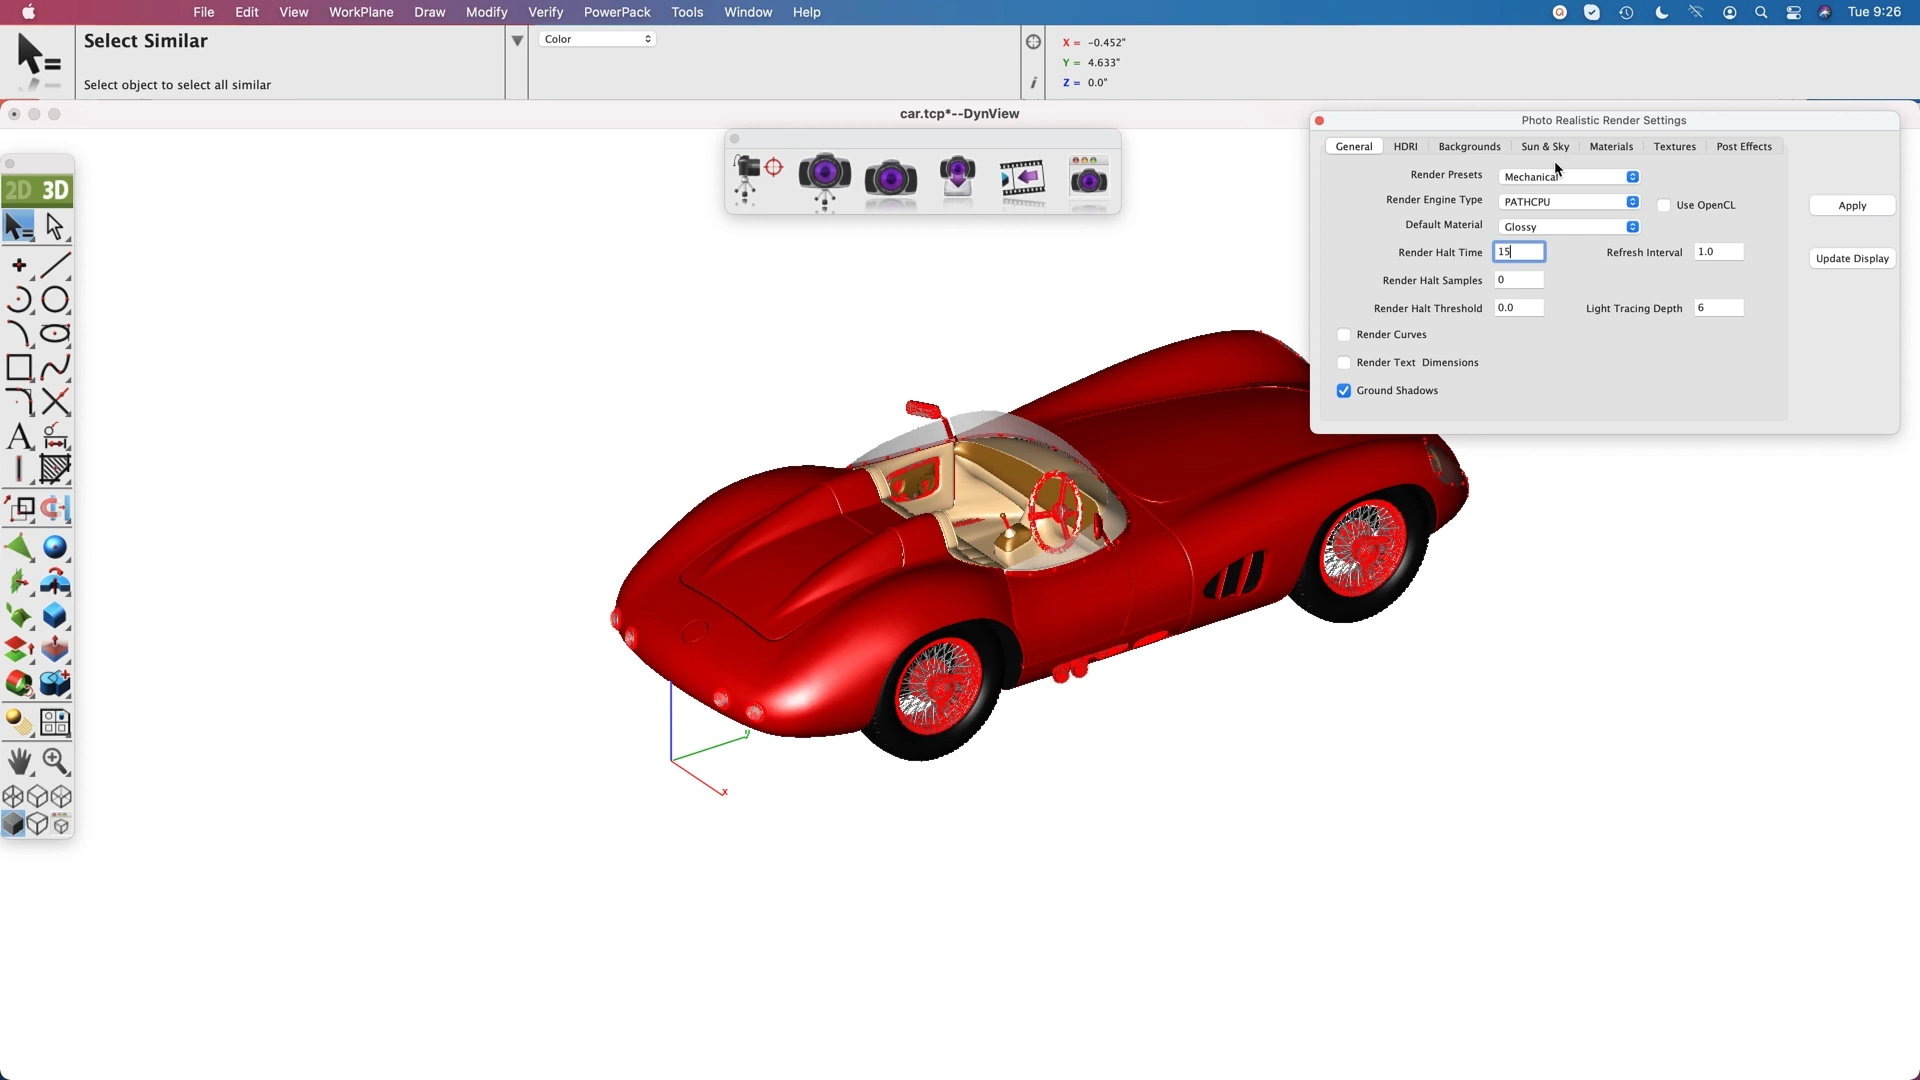 File Edit View WorkPlane Draw Modify Verify PowerPack Tools Window Help Tue 9:26
Select Similar
Select object to select all similar
Color
X = -0.452"
Y = 4.633"
Z = 0.0"
car.tcp*--DynView
2D 3D
A
Photo Realistic Render Settings
General HDRI Backgrounds Sun & Sky Materials Textures Post Effects
Render Presets Mechanical
Render Engine Type PATHCPU Use OpenCL Apply
Default Material Glossy
Render Halt Time 15 Refresh Interval 1.0 Update Display
Render Halt Samples 0
Render Halt Threshold 0.0 Light Tracing Depth 6
Render Curves
Render Text Dimensions
Ground Shadows
y
x